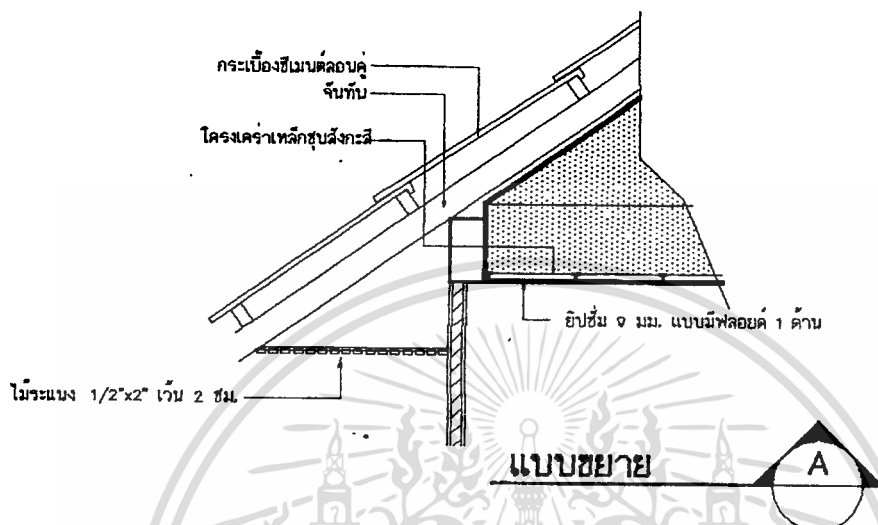 กระเบื้องซีเมนต์ลอนคู่
จันทัน
โครงเคร่าเหล็กชุบสังกะสี
ยิปซั่ม ๑ มม. แบบมีฟลอยด์ 1 ด้าน
ไม้ระแนง 1/2"x2" เว้น 2 ซม.
แบบขยาย
A